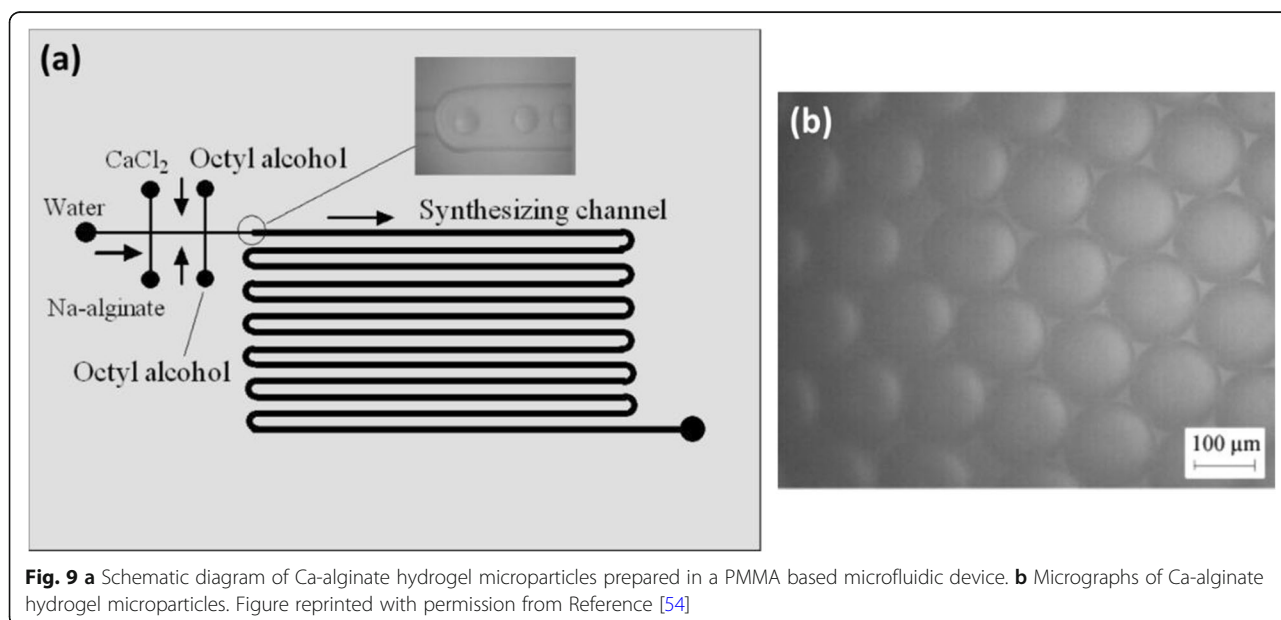 (a)
CaCl2
Octyl alcohol
Water
Synthesizing channel
Na-alginate
Octyl alcohol
(b)
100 μm
Fig. 9 a Schematic diagram of Ca-alginate hydrogel microparticles prepared in a PMMA based microfluidic device. b Micrographs of Ca-alginate
hydrogel microparticles. Figure reprinted with permission from Reference [54]